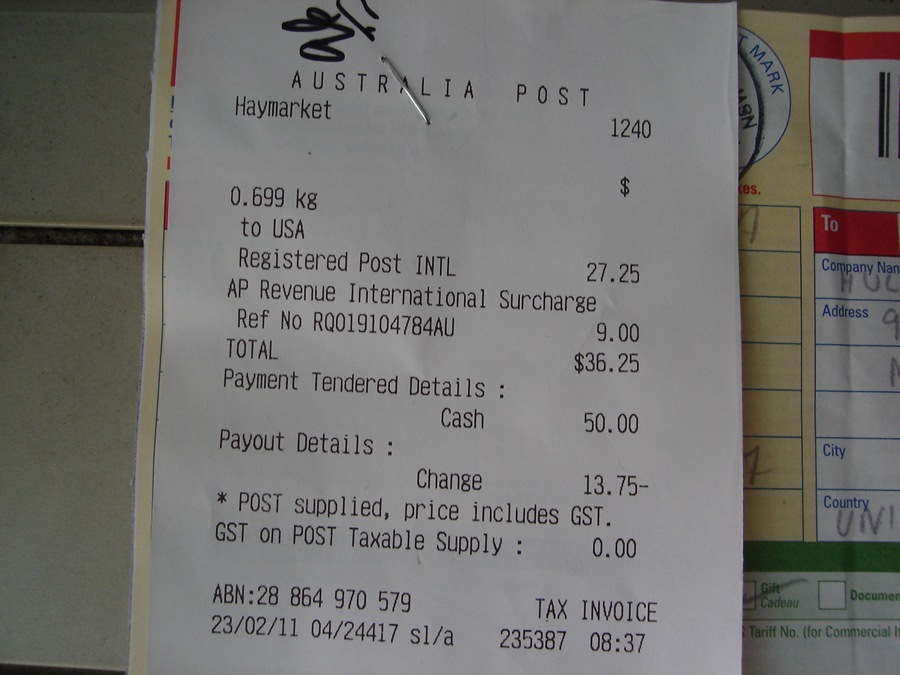 AUSTRALIA POST
Haymarket 1240
$
0.699 kg
to USA
Registered Post INTL 27.25
AP Revenue International Surcharge
Ref No RQ019104784AU 9.00
TOTAL $36.25
Payment Tendered Details :
Cash 50.00
Payout Details :
Change 13.75-
* POST supplied, price includes GST.
GST on POST Taxable Supply : 0.00
ABN:28 864 970 579 TAX INVOICE
23/02/11 04/24417 sl/a 235387 08:37
MARK
To
Company Nam
Address
City
Country
UNI
Gift
Cadeau
Documen
Tariff No. (for Commercial